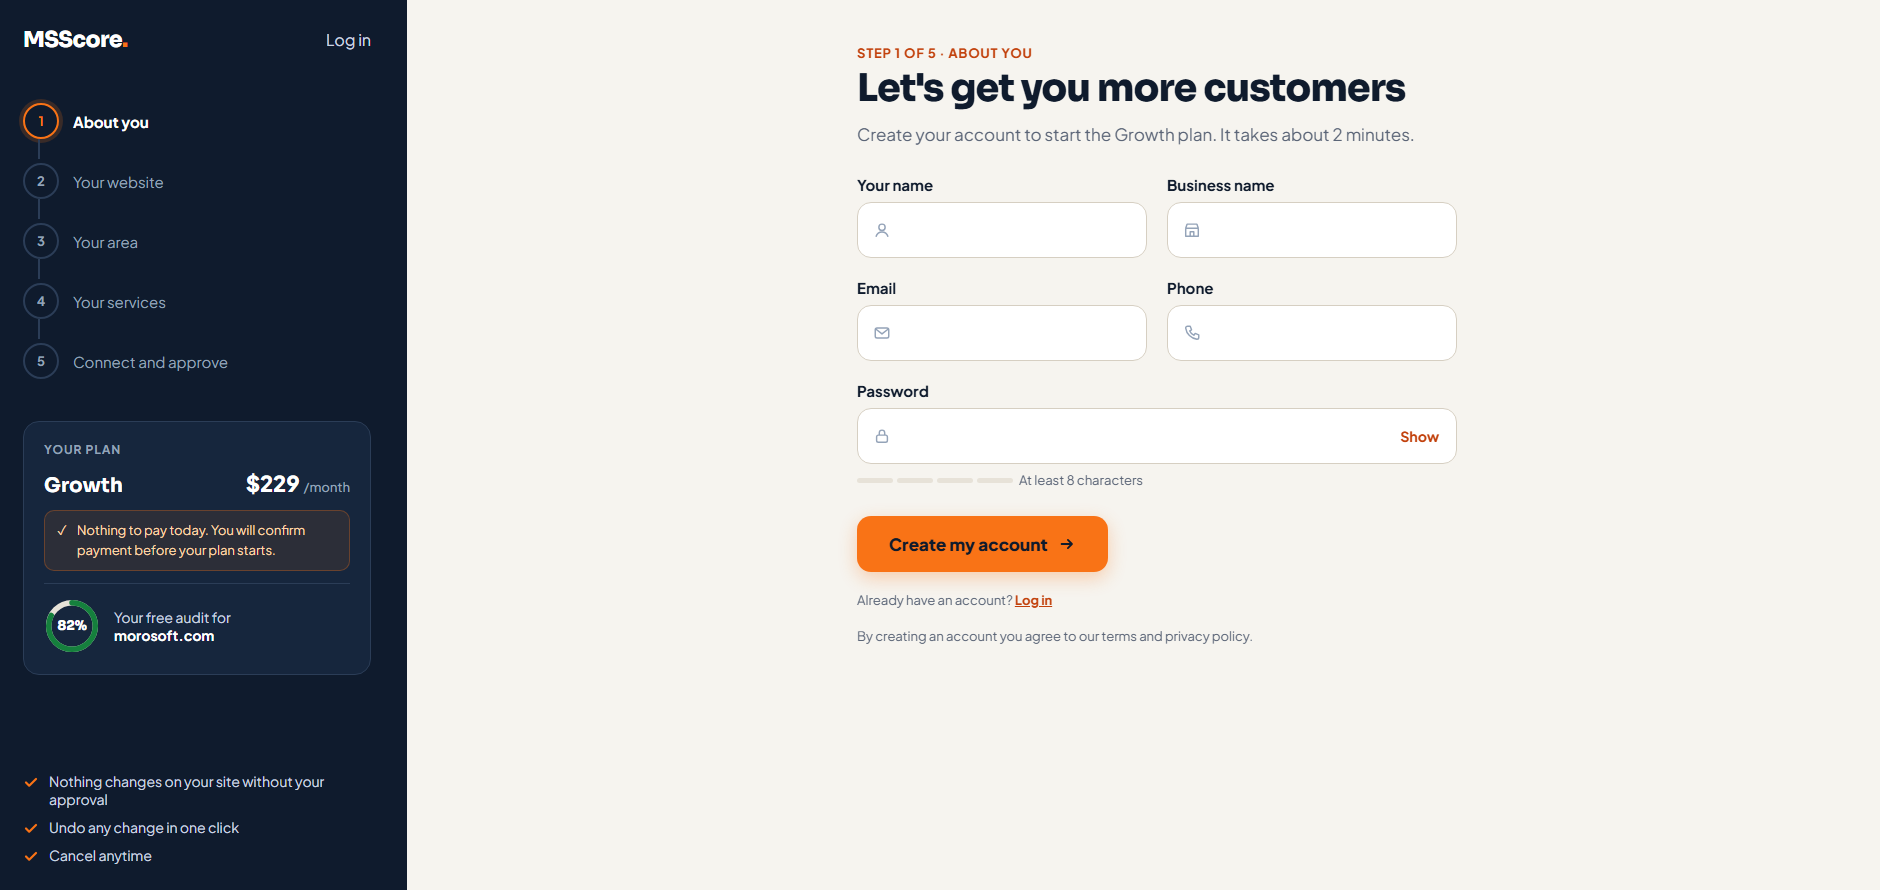 MSScore.
Log in
1
About you
2
Your website
3
Your area
4
Your services
5
Connect and approve
YOUR PLAN
Growth
$229 /month
✓ Nothing to pay today. You will confirm
payment before your plan starts.
82%
Your free audit for
morosoft.com
Nothing changes on your site without your
approval
Undo any change in one click
Cancel anytime
STEP 1 OF 5 · ABOUT YOU
Let's get you more customers
Create your account to start the Growth plan. It takes about 2 minutes.
Your name
Business name
Email
Phone
Password
Show
At least 8 characters
Create my account →
Already have an account? Log in
By creating an account you agree to our terms and privacy policy.